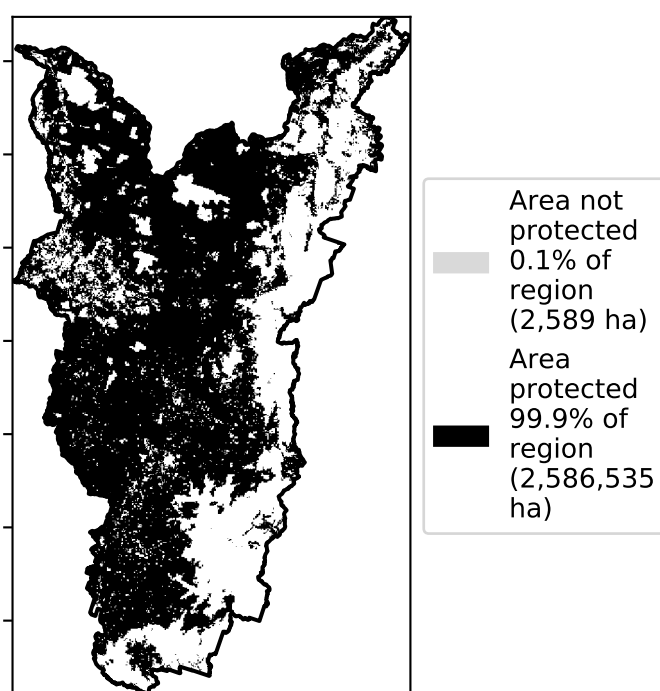 Area not
protected
0.1% of
region
(2,589 ha)
Area
protected
99.9% of
region
(2,586,535
ha)